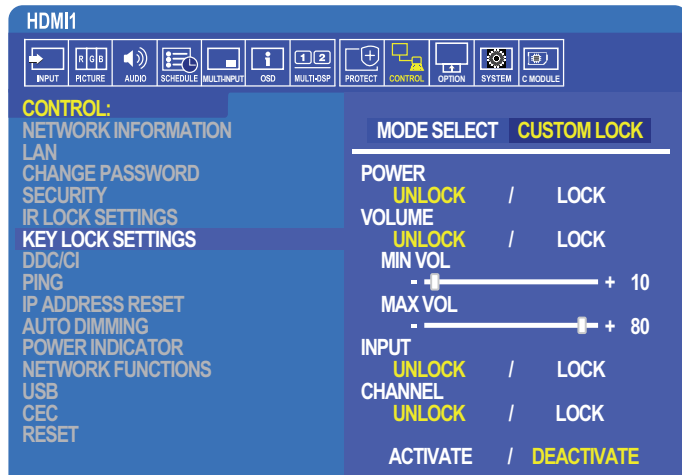 HDMI1
INPUT
RGB PICTURE
AUDIO
SCHEDULE
MULTI-INPUT
OSD
1 2 MULTI-DSP
PROTECT
CONTROL
OPTION
SYSTEM
C MODULE
CONTROL:
NETWORK INFORMATION
LAN
CHANGE PASSWORD
SECURITY
IR LOCK SETTINGS
KEY LOCK SETTINGS
DDC/CI
PING
IP ADDRESS RESET
AUTO DIMMING
POWER INDICATOR
NETWORK FUNCTIONS
USB
CEC
RESET
MODE SELECT CUSTOM LOCK
POWER
UNLOCK / LOCK
VOLUME
UNLOCK / LOCK
MIN VOL
- + 10
MAX VOL
- + 80
INPUT
UNLOCK / LOCK
CHANNEL
UNLOCK / LOCK
ACTIVATE / DEACTIVATE